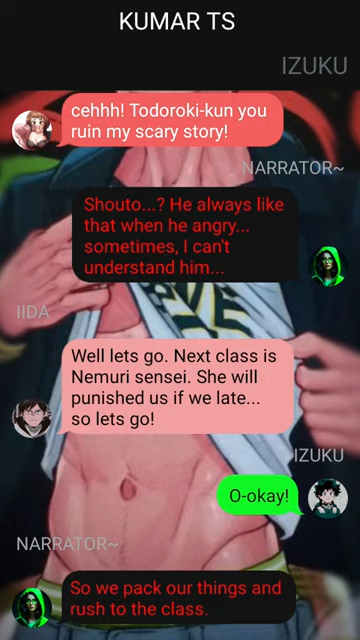 KUMAR TS
IZUKU
cehhh! Todoroki-kun you
ruin my scary story!
NARRATOR~
Shouto...? He always like
that when he angry...
sometimes, I can't
understand him...
IIDA
Well lets go. Next class is
Nemuri sensei. She will
punished us if we late...
so lets go!
IZUKU
O-okay!
NARRATOR~
So we pack our things and
rush to the class.